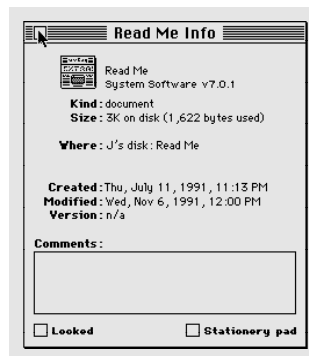 Read Me Info
EXTRA!
Read Me
System Software v7.0.1
Kind: document
Size: 3K on disk (1,622 bytes used)
Where: J's disk: Read Me
Created: Thu, July 11, 1991, 11:13 PM
Modified: Wed, Nov 6, 1991, 12:00 PM
Version: n/a
Comments:
Locked
Stationery pad